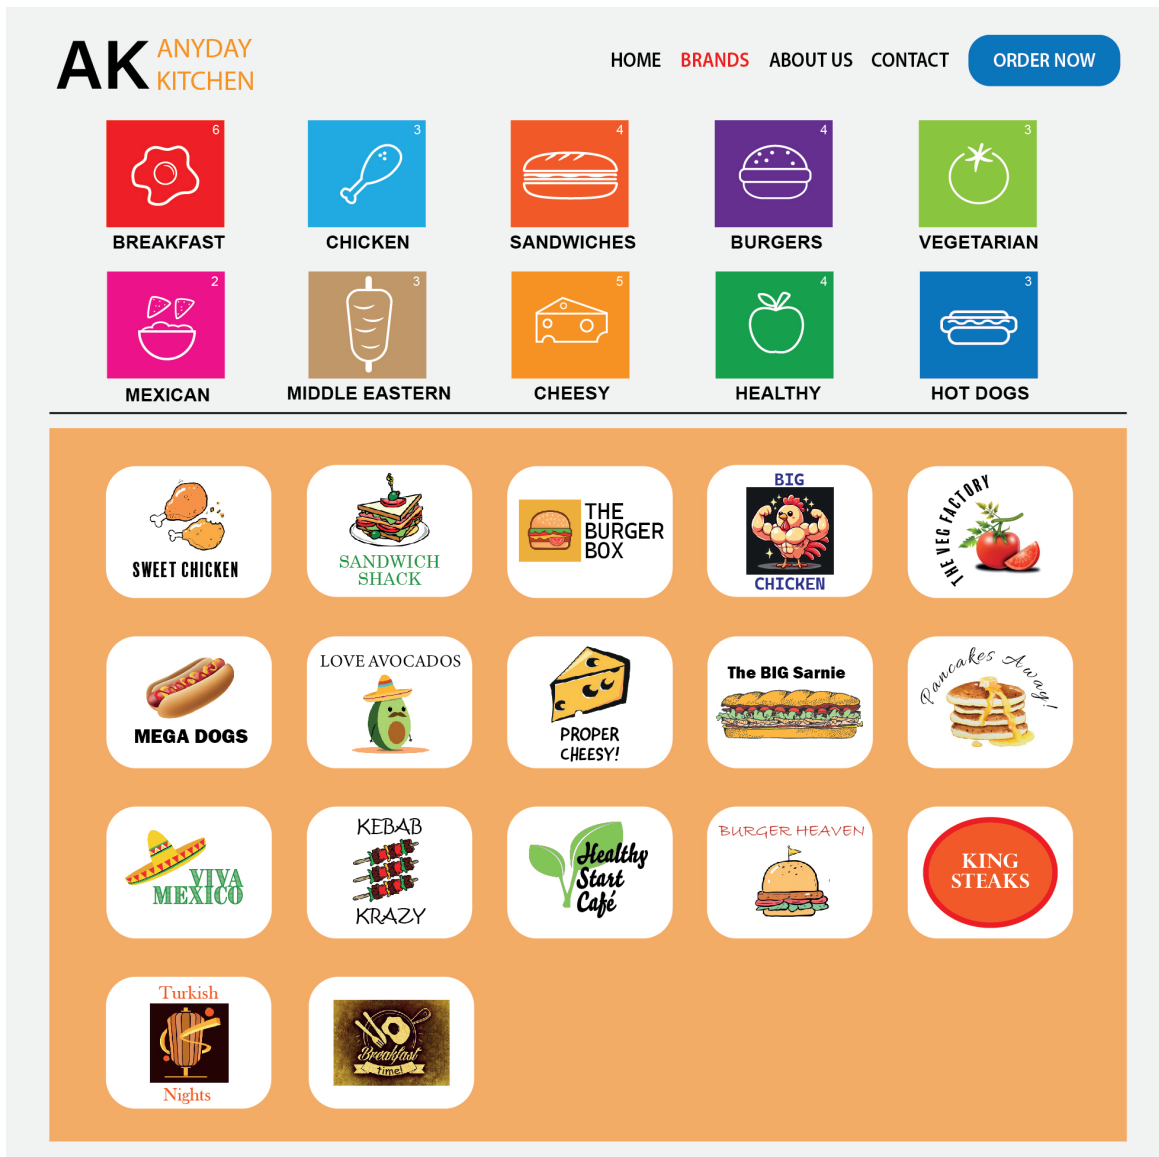 AK
ANYDAY
KITCHEN
HOME BRANDS ABOUT US CONTACT ORDER NOW
6 3 4 4 3
BREAKFAST CHICKEN SANDWICHES BURGERS VEGETARIAN
2 3 5 4 3
MEXICAN MIDDLE EASTERN CHEESY HEALTHY HOT DOGS
SWEET CHICKEN
SANDWICH
SHACK
THE
BURGER
BOX
BIG
CHICKEN
THE VEG FACTORY
MEGA DOGS
LOVE AVOCADOS
PROPER
CHEESY!
The BIG Sarnie
Pancakes Away!
VIVA
MEXICO
KEBAB
KRAZY
Healthy
Start
Café
BURGER HEAVEN
KING
STEAKS
Turkish
Nights
Breakfast
time!